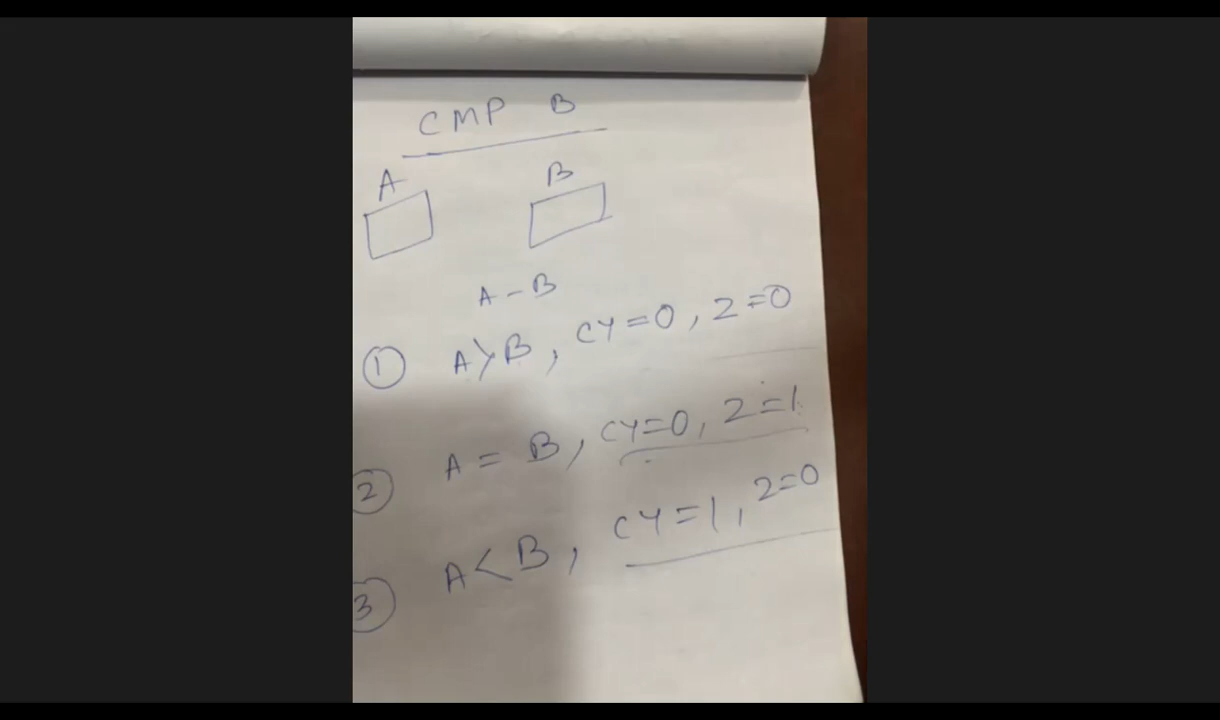 CMP B
A B
A - B
① A>B, CY=0, Z=0
② A = B, CY=0, Z=1
③ A<B, CY=1, Z=0